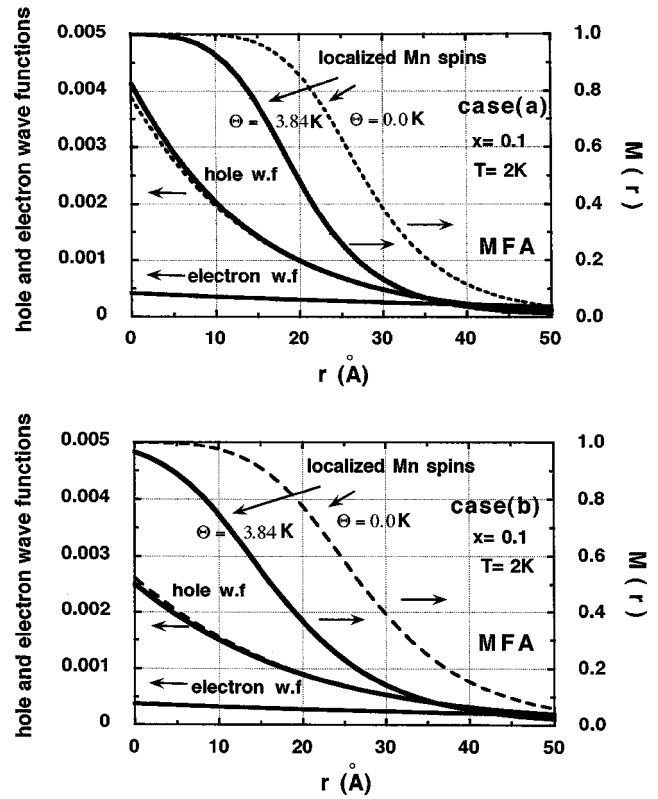 hole and electron wave functions
0.005
0.004
0.003
0.002
0.001
0
1.0
0.8
0.6
0.4
0.2
0.0
M(r)
localized Mn spins
Θ = 3.84K
Θ = 0.0K
case(a)
x= 0.1
T= 2K
hole w.f
MFA
electron w.f
0 10 20 30 40 50
r (Å)
hole and electron wave functions
0.005
0.004
0.003
0.002
0.001
0
1.0
0.8
0.6
0.4
0.2
0.0
M(r)
localized Mn spins
Θ = 3.84K
Θ = 0.0K
case(b)
x= 0.1
T= 2K
hole w.f
MFA
electron w.f
0 10 20 30 40 50
r (Å)